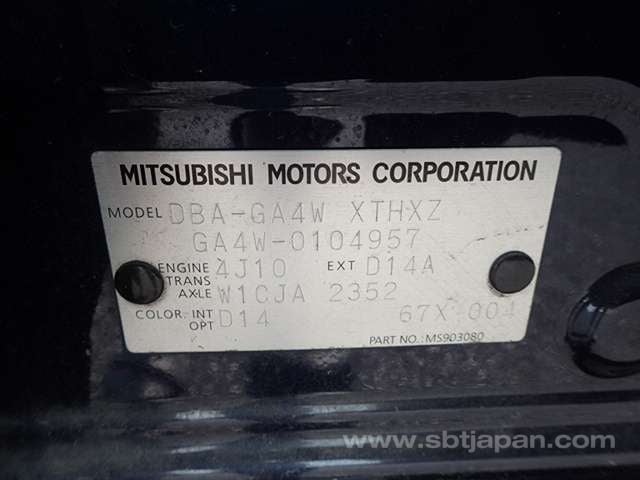 MITSUBISHI MOTORS CORPORATION
MODEL DBA-GA4W XTHXZ
GA4W-0104957
ENGINE 4J10 EXT D14A
TRANS
AXLE W1CJA 2352
COLOR: INT D14 67X 004
OPT
PART NO.: MS903080
www.sbtjapan.com